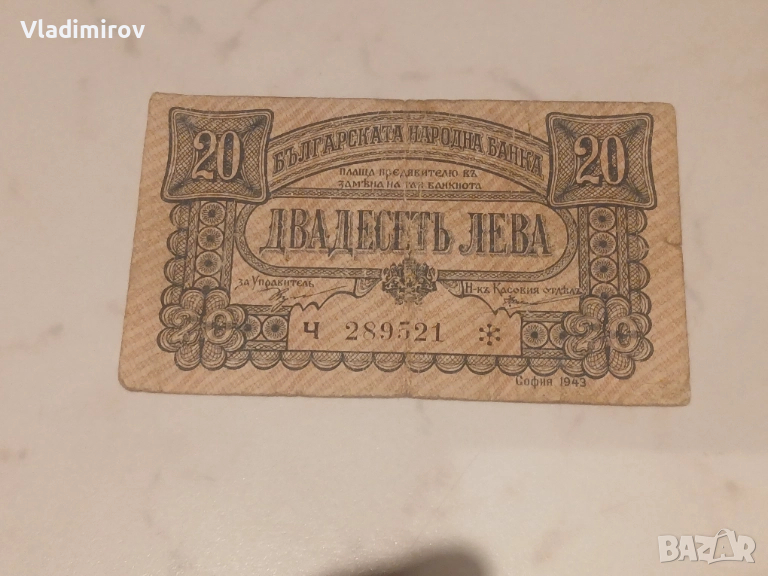 Vladimirov
20 БЪЛГАРСКАТА НАРОДНА БАНКА 20
ПЛАЩА ПРЕДЯВИТЕЛЮ ВЪ
ЗАМѢНА НА ТАЯ БАНКНОТА
ДВАДЕСЕТЬ ЛЕВА
за Управитель
Н-къ Касовия отдѣлъ
20 Ч 289521 20
София 1943
BAZAR